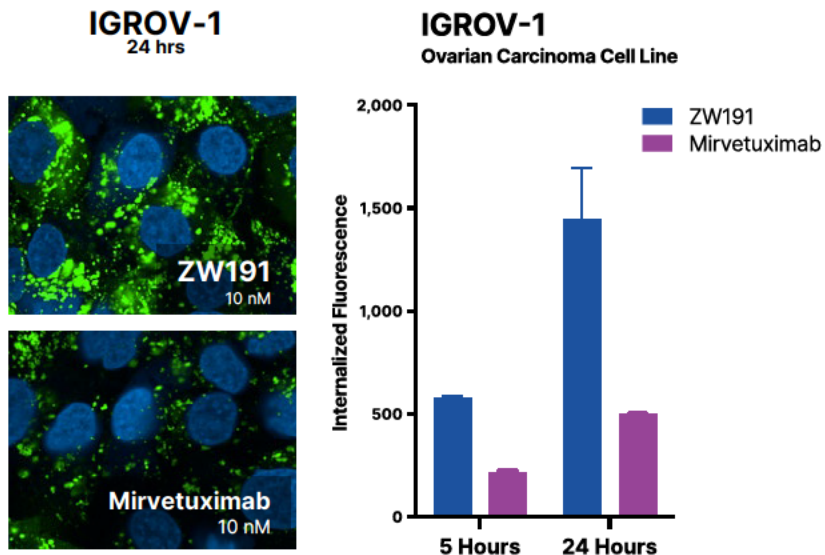 IGROV-1
24 hrs
ZW191
10 nM
Mirvetuximab
10 nM
IGROV-1
Ovarian Carcinoma Cell Line
ZW191
Mirvetuximab
Internalized Fluorescence
2,000
1,500
1,000
500
0
5 Hours
24 Hours